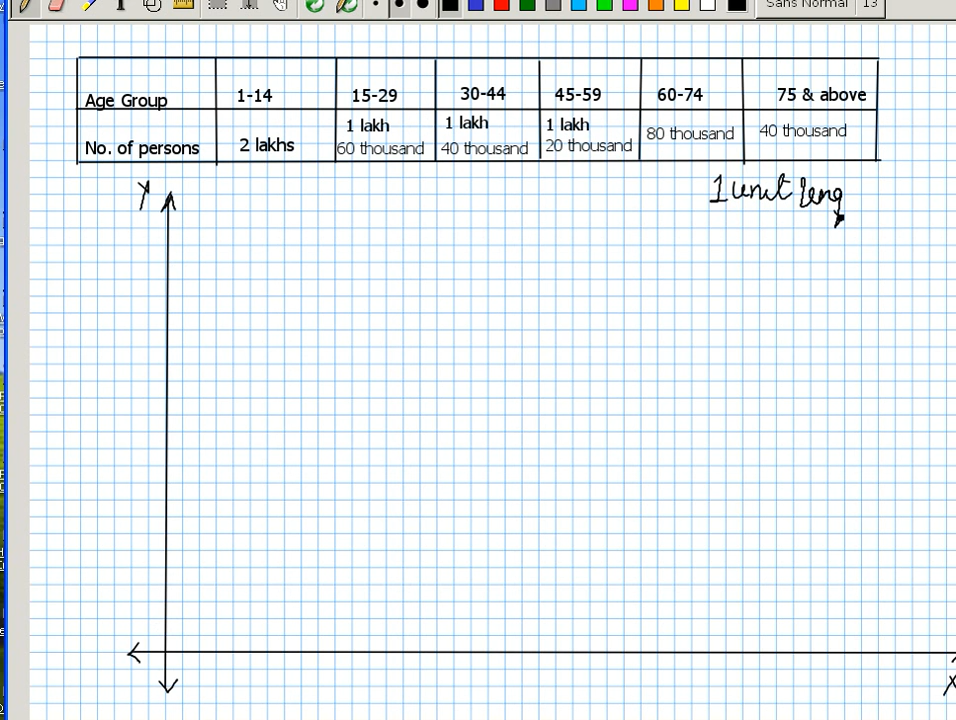 Sans Normal 13
Age Group 1-14 15-29 30-44 45-59 60-74 75 & above
No. of persons 2 lakhs 1 lakh 60 thousand 1 lakh 40 thousand 1 lakh 20 thousand 80 thousand 40 thousand
Y 1 unit leng
X